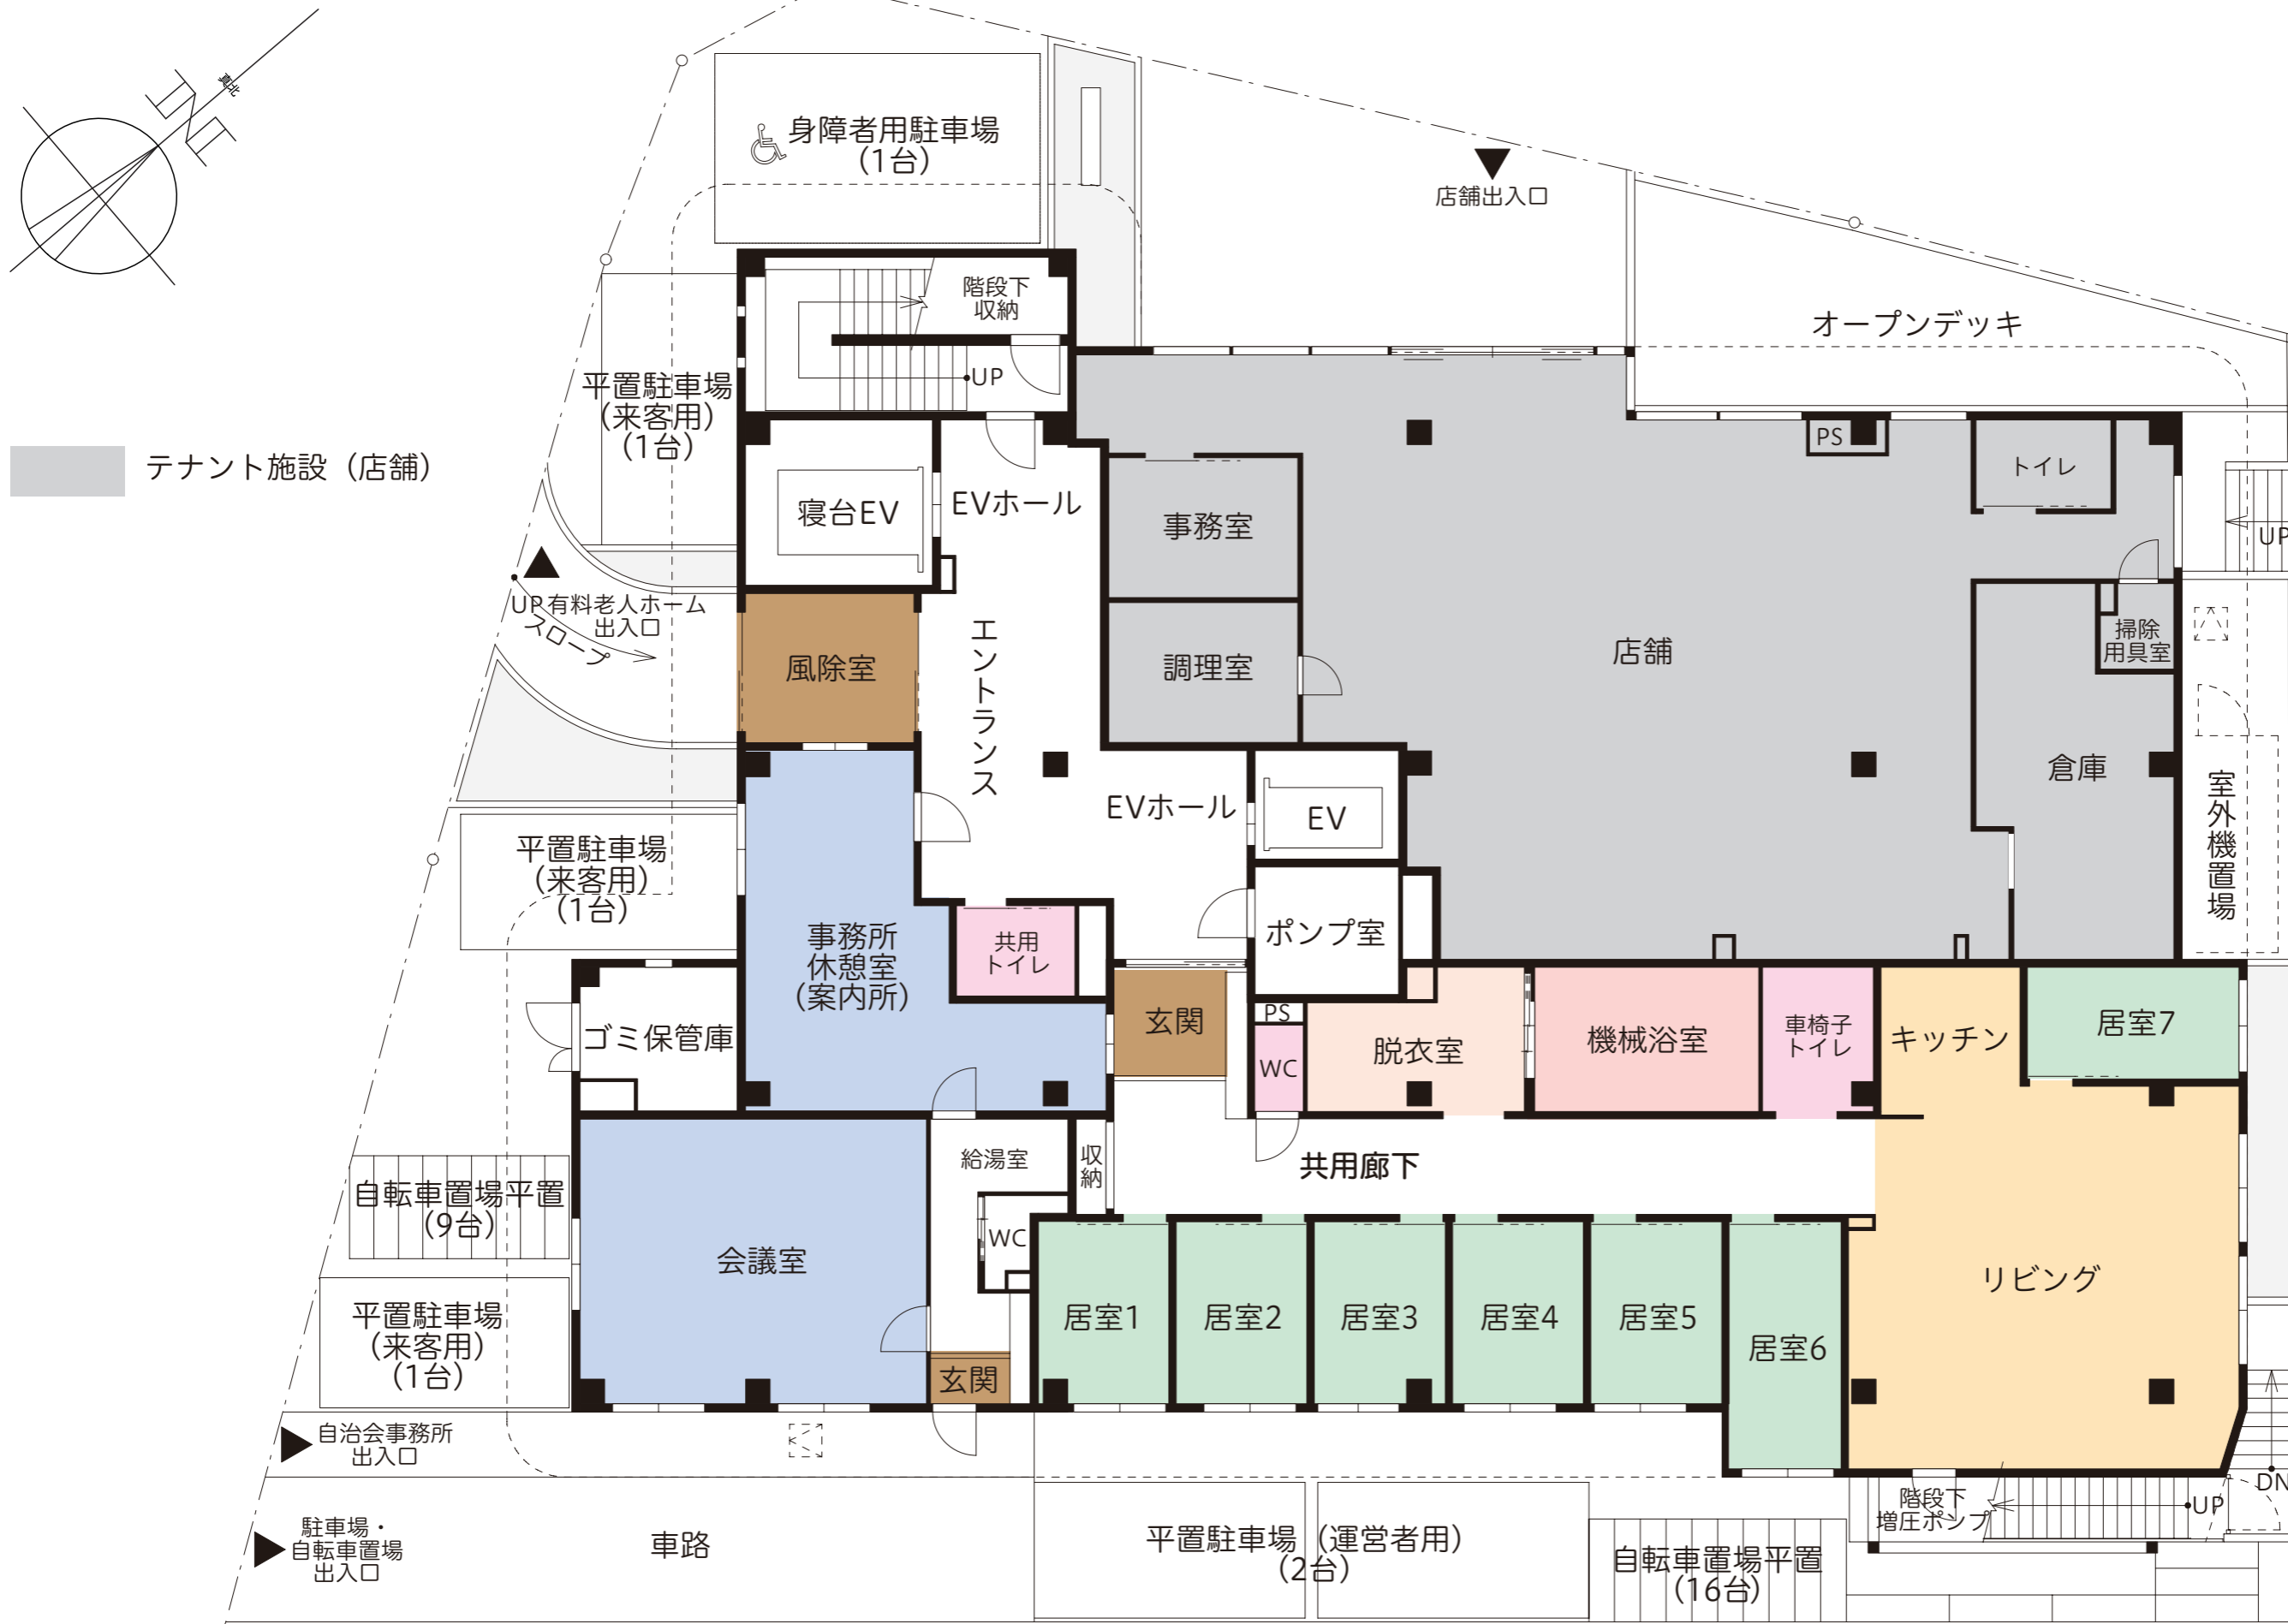 真北
N
身障者用駐車場
(1台)
店舗出入口
階段下
収納
オープンデッキ
UP
平置駐車場
(来客用)
(1台)
PS
トイレ
テナント施設（店舗）
寝台EV
EVホール
事務室
UP
UP
有料老人ホーム
出入口
スロープ
エントランス
風除室
調理室
店舗
掃除
用具室
倉庫
室外機置場
EVホール
EV
平置駐車場
(来客用)
(1台)
事務所
休憩室
(案内所)
共用
トイレ
ポンプ室
玄関
PS
WC
脱衣室
機械浴室
車椅子
トイレ
キッチン
居室7
ゴミ保管庫
給湯室
収納
共用廊下
自転車置場平置
(9台)
WC
会議室
リビング
居室1
居室2
居室3
居室4
居室5
居室6
平置駐車場
(来客用)
(1台)
玄関
自治会事務所
出入口
DN
階段下
増圧ポンプ
UP
駐車場・
自転車置場
出入口
車路
平置駐車場（運営者用）
(2台)
自転車置場平置
(16台)